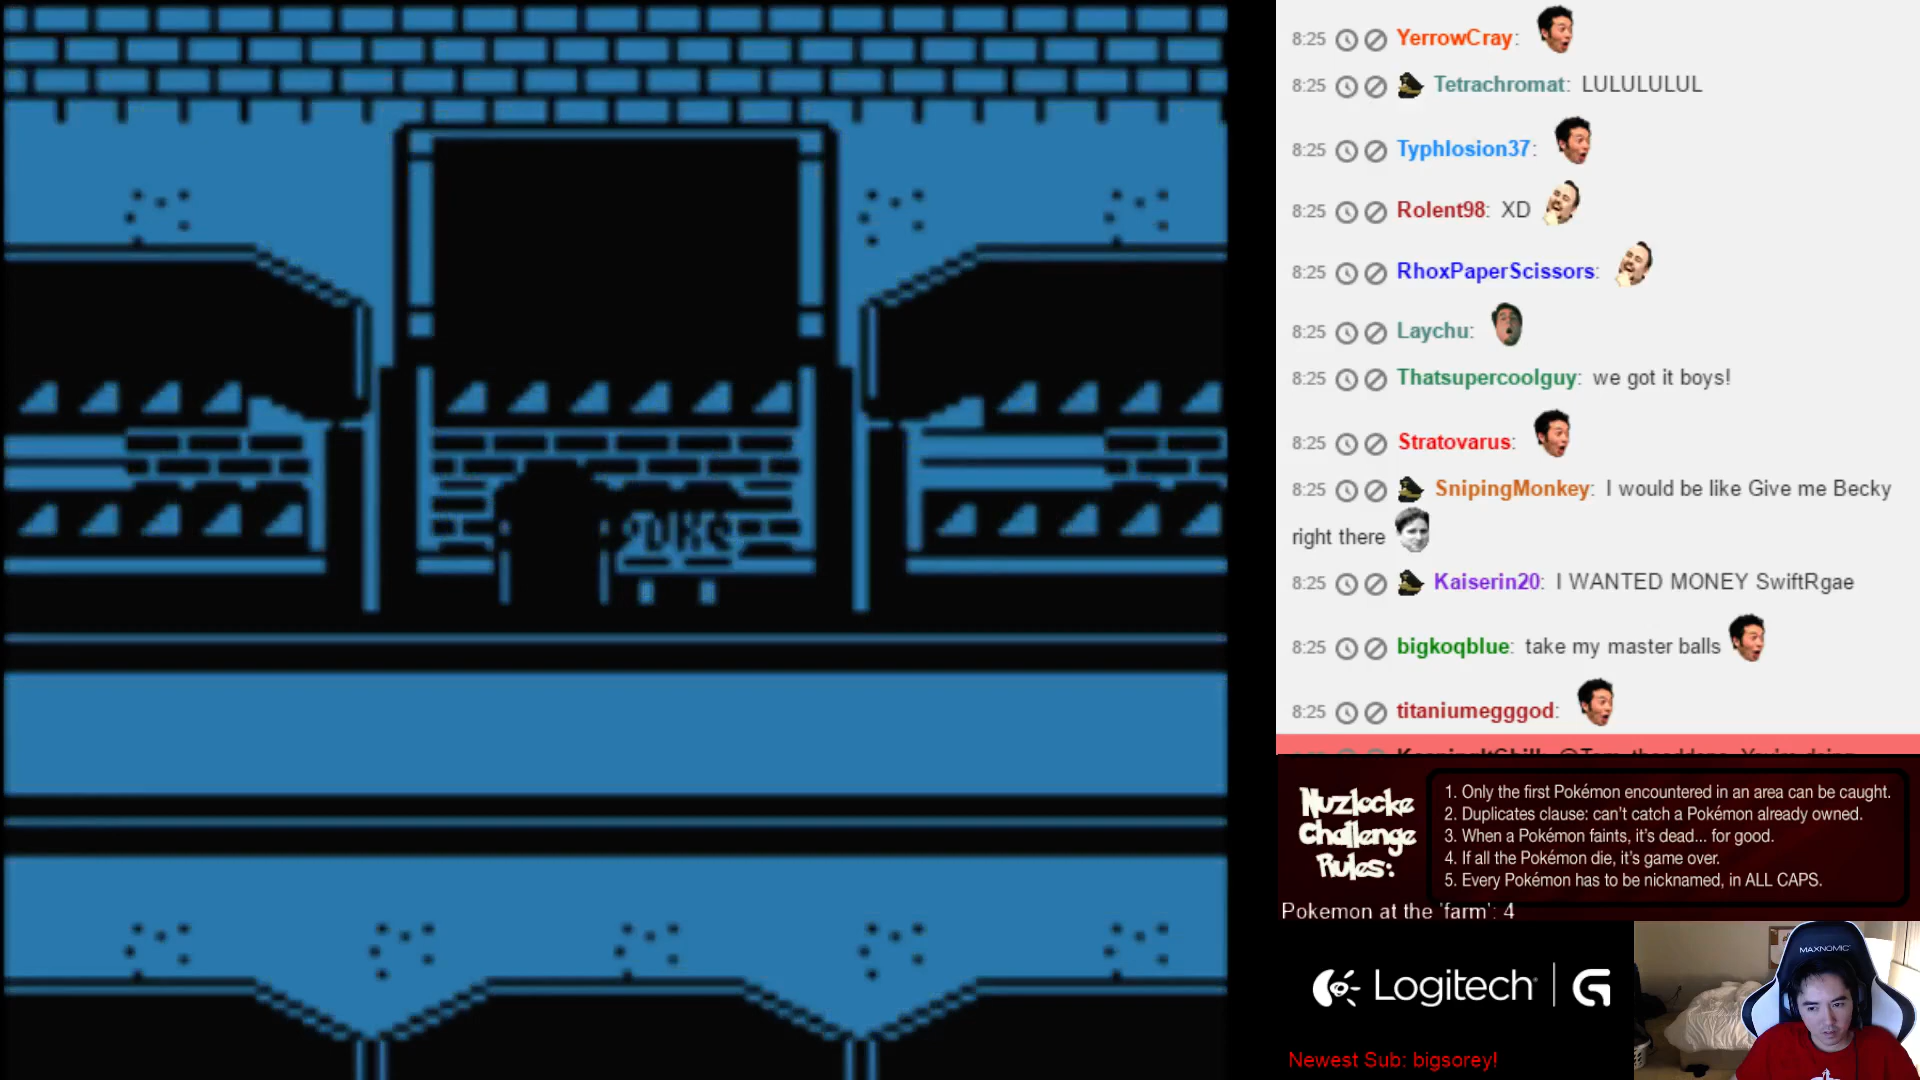 8:25 YerrowCray:
8:25 Tetrachromat: LULULULUL
8:25 Typhlosion37:
8:25 Rolent98: XD
8:25 RhoxPaperScissors:
8:25 Laychu:
8:25 Thatsupercoolguy: we got it boys!
8:25 Stratovarus:
8:25 SnipingMonkey: I would be like Give me Becky
right there
8:25 Kaiserin20: I WANTED MONEY SwiftRgae
8:25 bigkoqblue: take my master balls
8:25 titaniumegggod:
POKé
Nuzlocke
Challenge
Rules:
1. Only the first Pokémon encountered in an area can be caught.
2. Duplicates clause: can't catch a Pokémon already owned.
3. When a Pokémon faints, it's dead... for good.
4. If all the Pokémon die, it's game over.
5. Every Pokémon has to be nicknamed, in ALL CAPS.
Pokemon at the 'farm': 4
Logitech G
MAXNOMIC
Newest Sub: bigsorey!